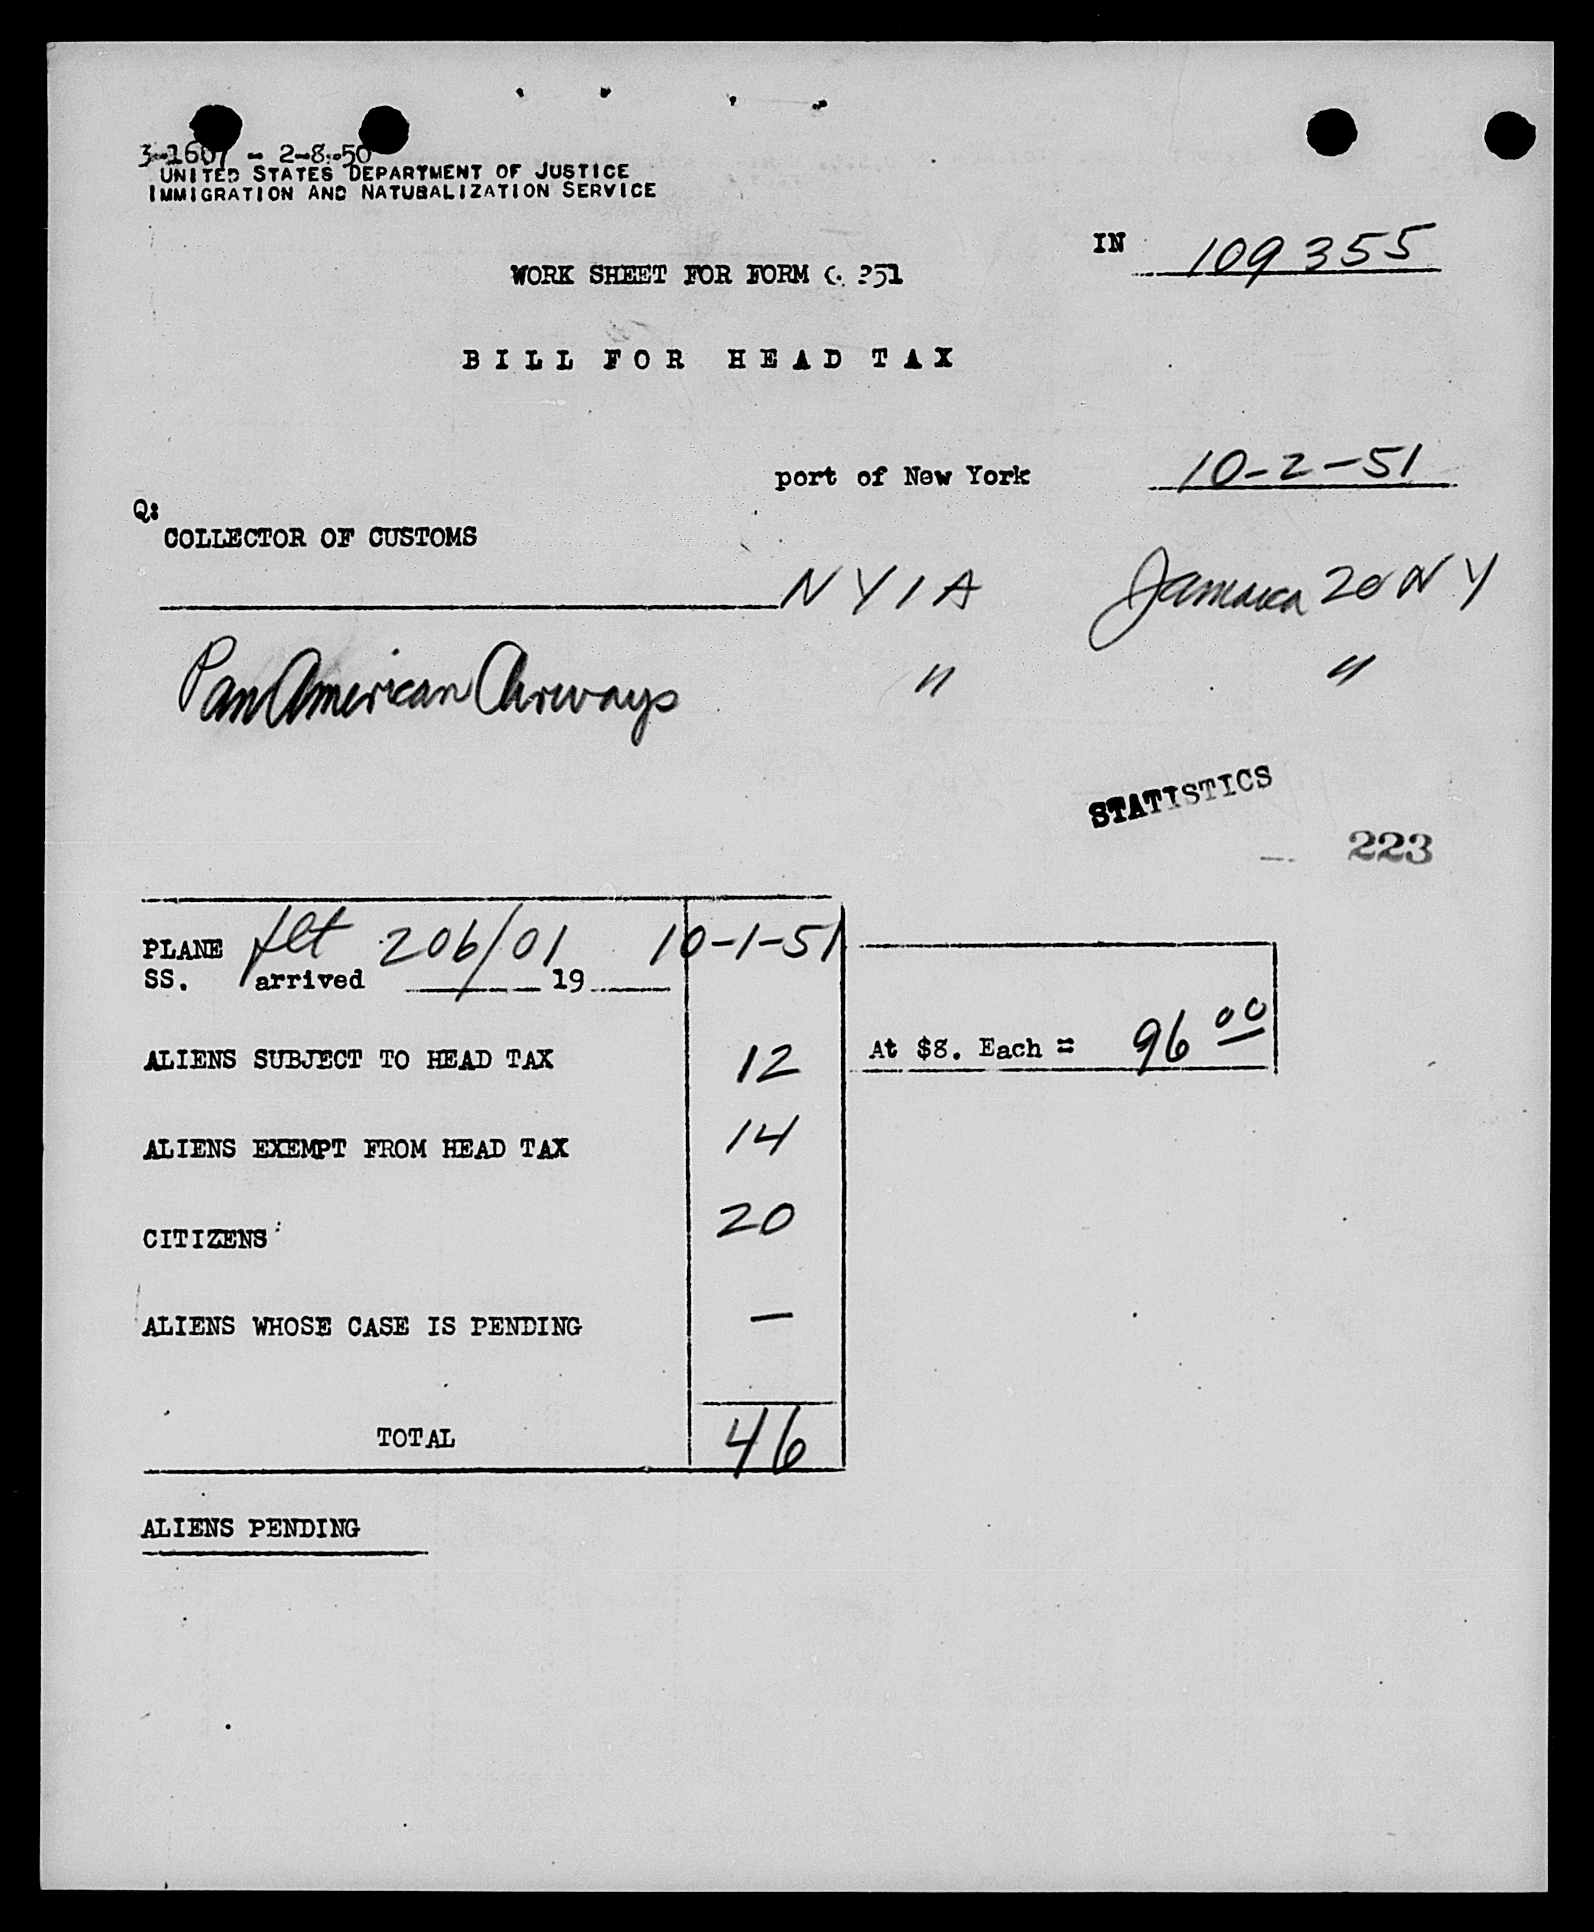 3-1607 - 2-8-50
UNITED STATES DEPARTMENT OF JUSTICE
IMMIGRATION AND NATURALIZATION SERVICE
IN 109355
WORK SHEET FOR FORM 351
BILL FOR HEAD TAX
port of New York 10-2-51
Q:
COLLECTOR OF CUSTOMS
NYIA Jamaica 20 NY
Pan American Airways " "
STATISTICS
223
PLANE flt 206/01 10-1-51
SS. arrived 19
ALIENS SUBJECT TO HEAD TAX 12 At $8. Each = 96 00
ALIENS EXEMPT FROM HEAD TAX 14
CITIZENS 20
ALIENS WHOSE CASE IS PENDING —
TOTAL 46
ALIENS PENDING